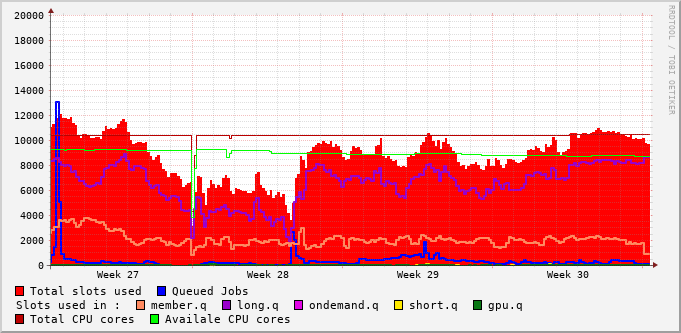 20000
18000
16000
14000
12000
10000
8000
6000
4000
2000
0
Week 27 Week 28 Week 29 Week 30
RRDTOOL / TOBI OETIKER
Total slots used Queued Jobs
Slots used in : member.q long.q ondemand.q short.q gpu.q
Total CPU cores Availale CPU cores